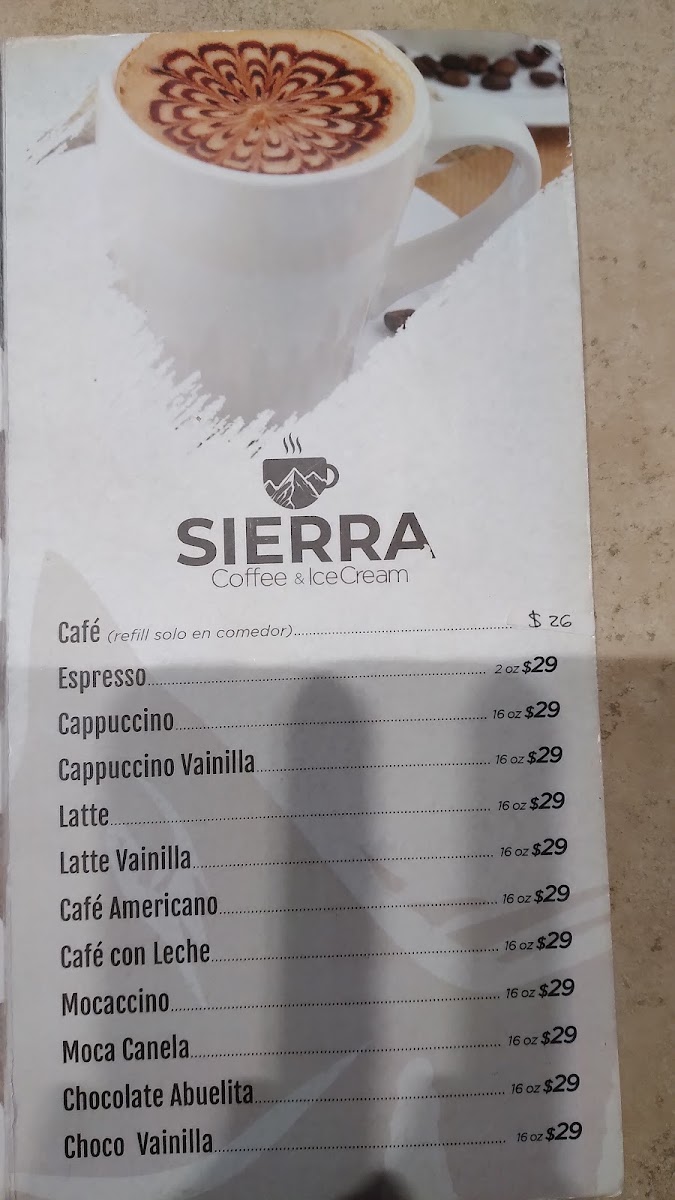 SIERRA
Coffee & Ice Cream
Café (refill solo en comedor)........ $ 26
Espresso........ 2 oz $29
Cappuccino........ 16 oz $29
Cappuccino Vainilla........ 16 oz $29
Latte........ 16 oz $29
Latte Vainilla........ 16 oz $29
Café Americano........ 16 oz $29
Café con Leche........ 16 oz $29
Mocaccino........ 16 oz $29
Moca Canela........ 16 oz $29
Chocolate Abuelita........ 16 oz $29
Choco Vainilla........ 16 oz $29